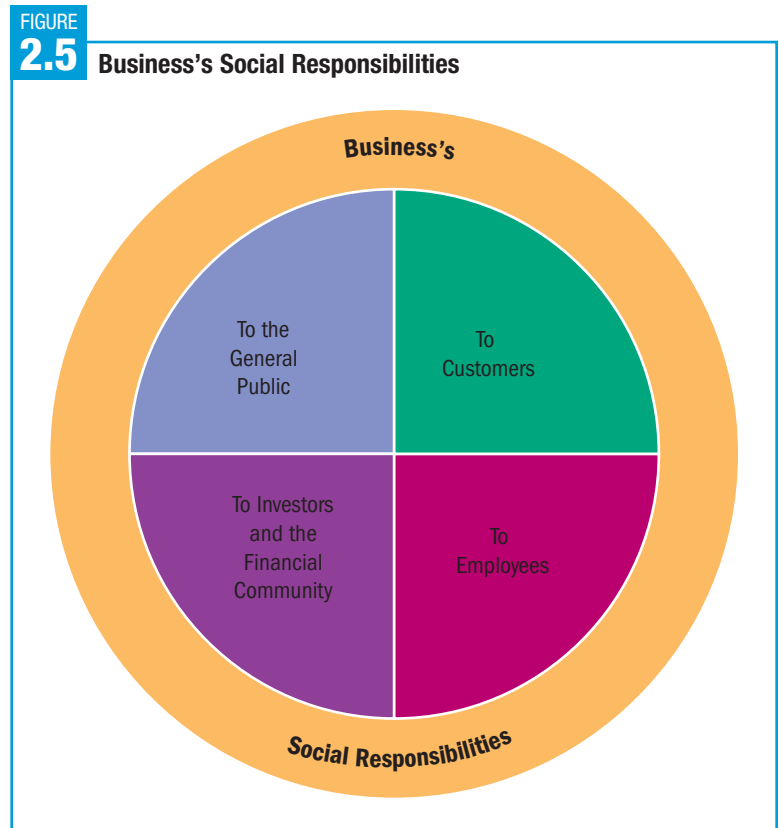 FIGURE
2.5 Business's Social Responsibilities
Business's
To the
General
Public
To
Customers
To Investors
and the
Financial
Community
To
Employees
Social Responsibilities